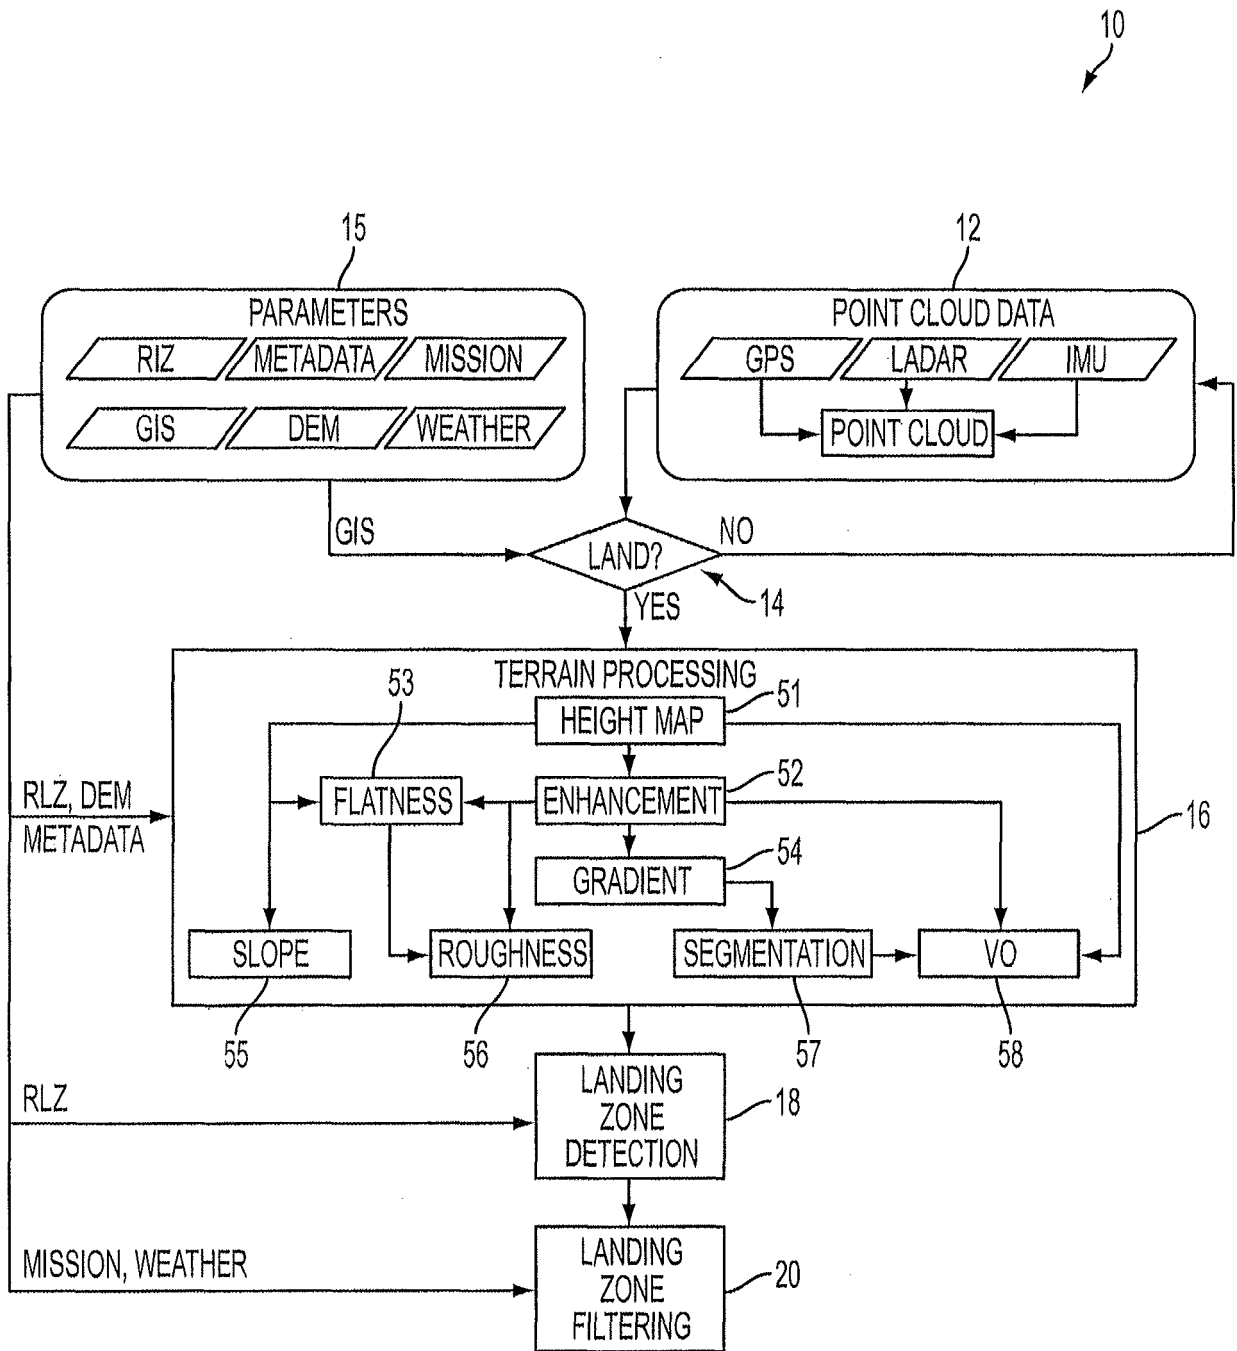 10
15
12
PARAMETERS
RIZ METADATA MISSION
GIS DEM WEATHER
POINT CLOUD DATA
GPS LADAR IMU
POINT CLOUD
GIS
LAND?
NO
14
YES
TERRAIN PROCESSING
53
51
HEIGHT MAP
52
FLATNESS
ENHANCEMENT
RLZ, DEM
METADATA
16
54
GRADIENT
SLOPE
ROUGHNESS
SEGMENTATION
VO
55
56
57
58
LANDING
ZONE
DETECTION
18
RLZ
LANDING
ZONE
FILTERING
20
MISSION, WEATHER